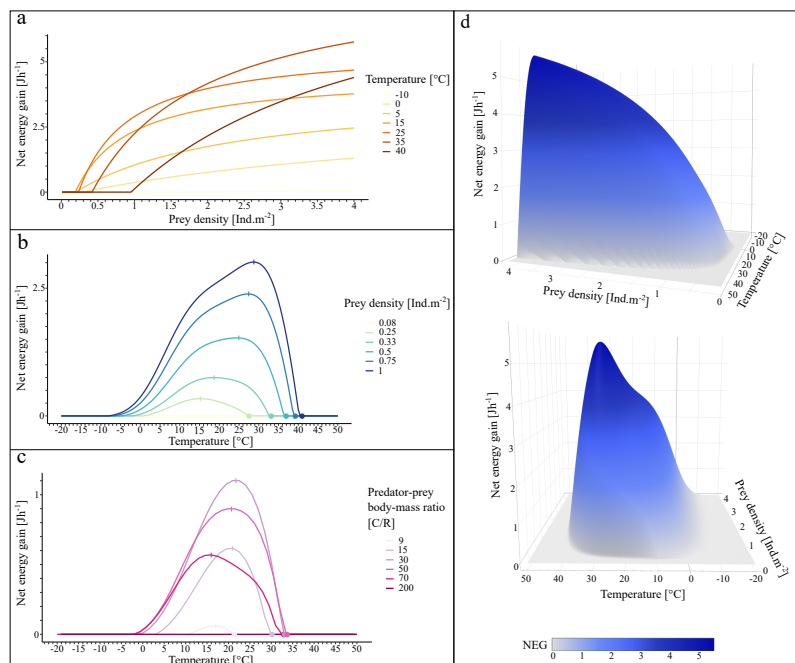 a
Net energy gain [Jh⁻¹]
5
2.5
0
0 0.5 1 1.5 2 2.5 3 3.5 4
Prey density [Ind.m⁻²]
Temperature [°C]
-10
0
5
15
25
35
40
b
Net energy gain [Jh⁻¹]
2.5
0
-20 -15 -10 -5 0 5 10 15 20 25 30 35 40 45 50
Temperature [°C]
Prey density [Ind.m⁻²]
0.08
0.25
0.33
0.5
0.75
1
c
Net energy gain [Jh⁻¹]
1
0
-20 -15 -10 -5 0 5 10 15 20 25 30 35 40 45 50
Temperature [°C]
Predator-prey
body-mass ratio
[C/R]
9
15
30
50
70
200
d
Net energy gain [Jh⁻¹]
5
4
3
2
1
0
4 3 2 1 0
Prey density [Ind.m⁻²]
-20
-10
0
10
20
30
40
50
Temperature [°C]
Net energy gain [Jh⁻¹]
5
4
3
2
1
0
50 40 30 20 10 0 -10 -20
Temperature [°C]
4
3
2
1
0
Prey density [Ind.m⁻²]
NEG
0 1 2 3 4 5